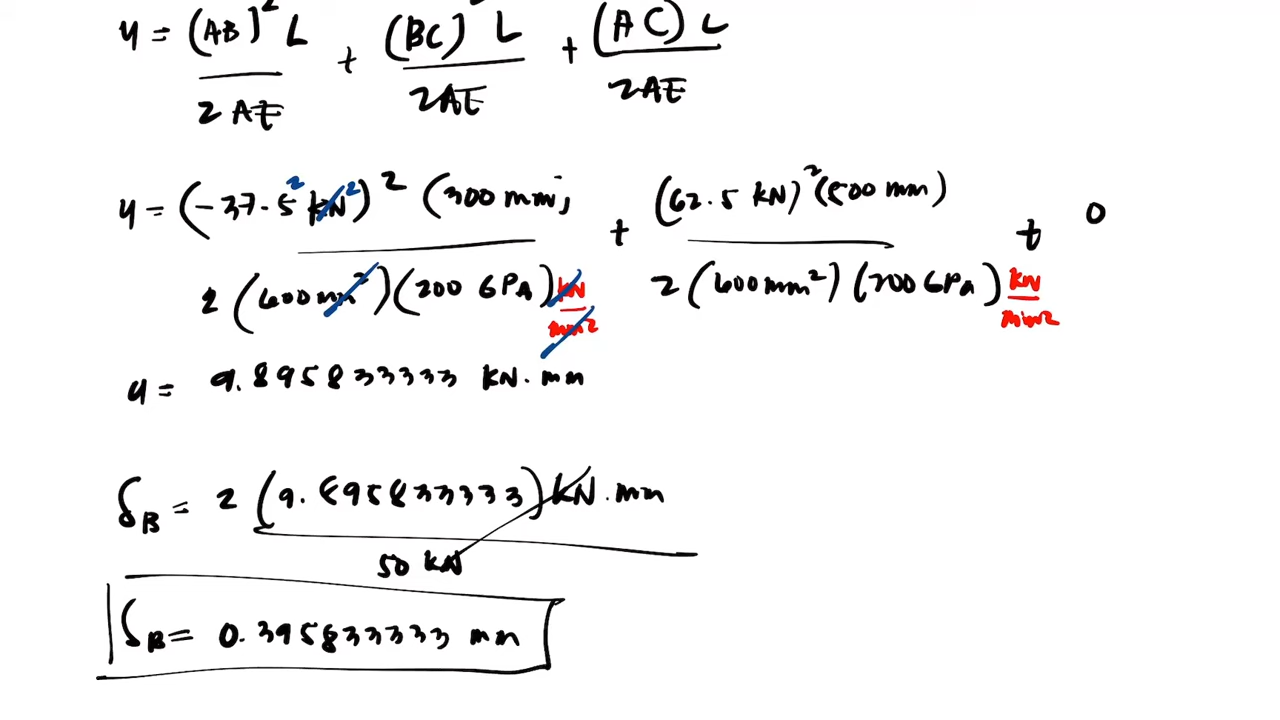 u = (AB)² L / 2AE + (BC)² L / 2AE + (AC) L / 2AE
u = (-37.5² kN²)² (300 mm) / 2(600 mm²)(200 GPA) kN/mm² + (62.5 kN)² (500 mm) / 2(600 mm²)(200 GPa) kN/mm² + 0
u = 9.895833333 kN.mm
δB = 2(9.895833333) kN.mm / 50 kN
δB = 0.395833333 mm